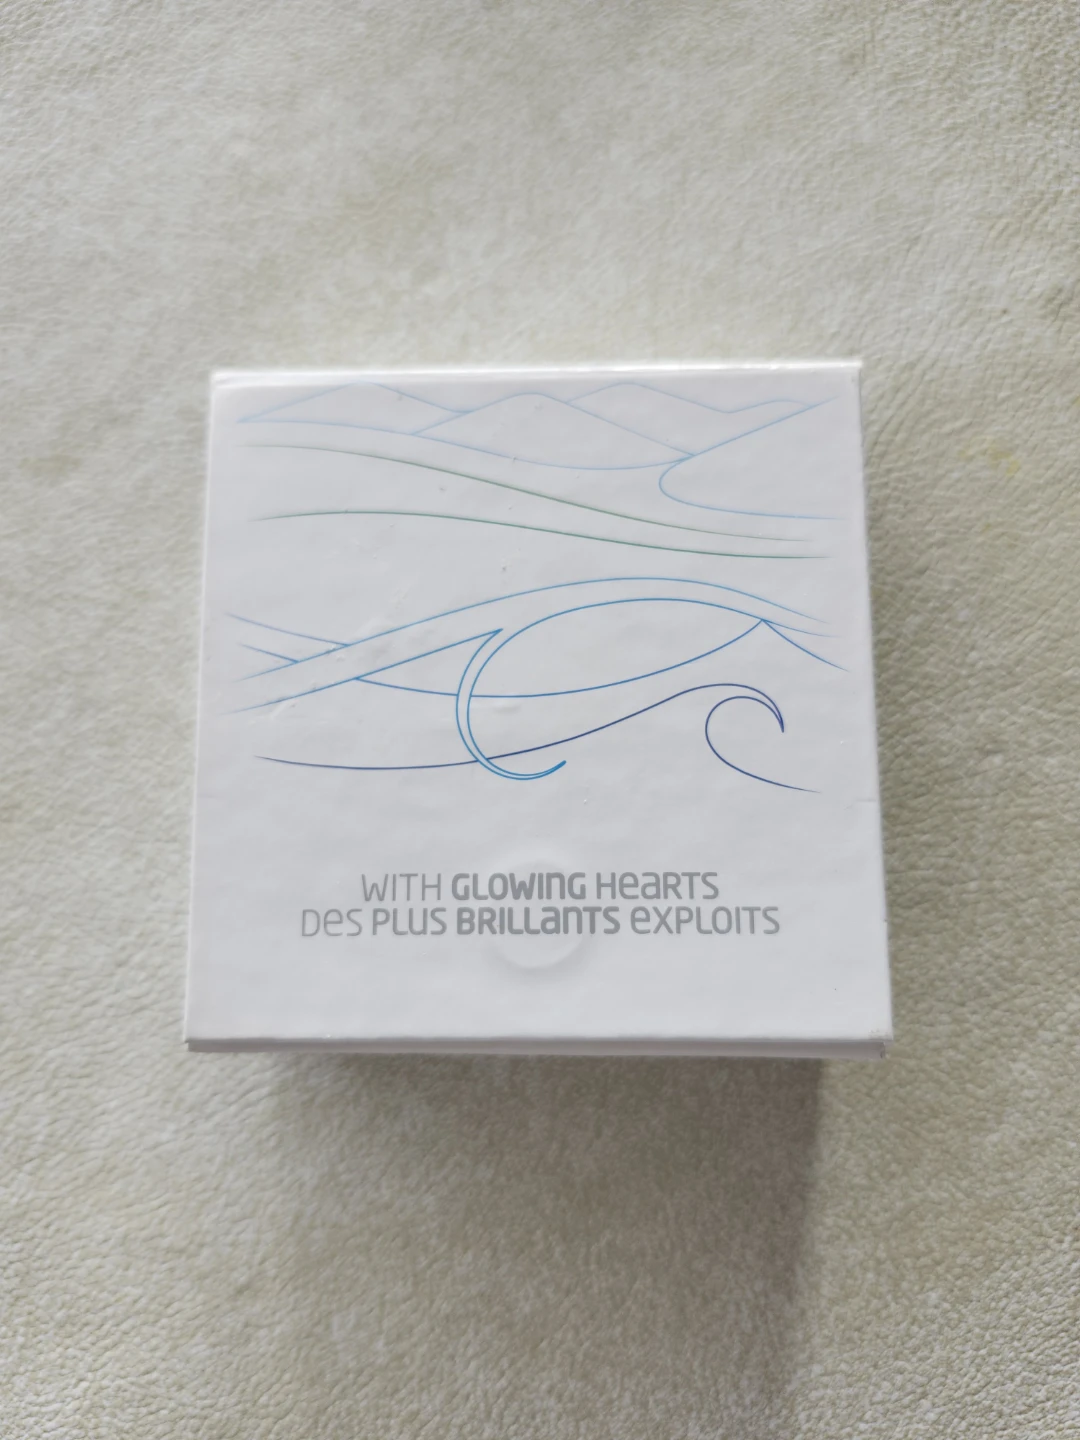 WITH GLOWING HeaRTS
Des PLUS BRILLaNTS eXPLOITS